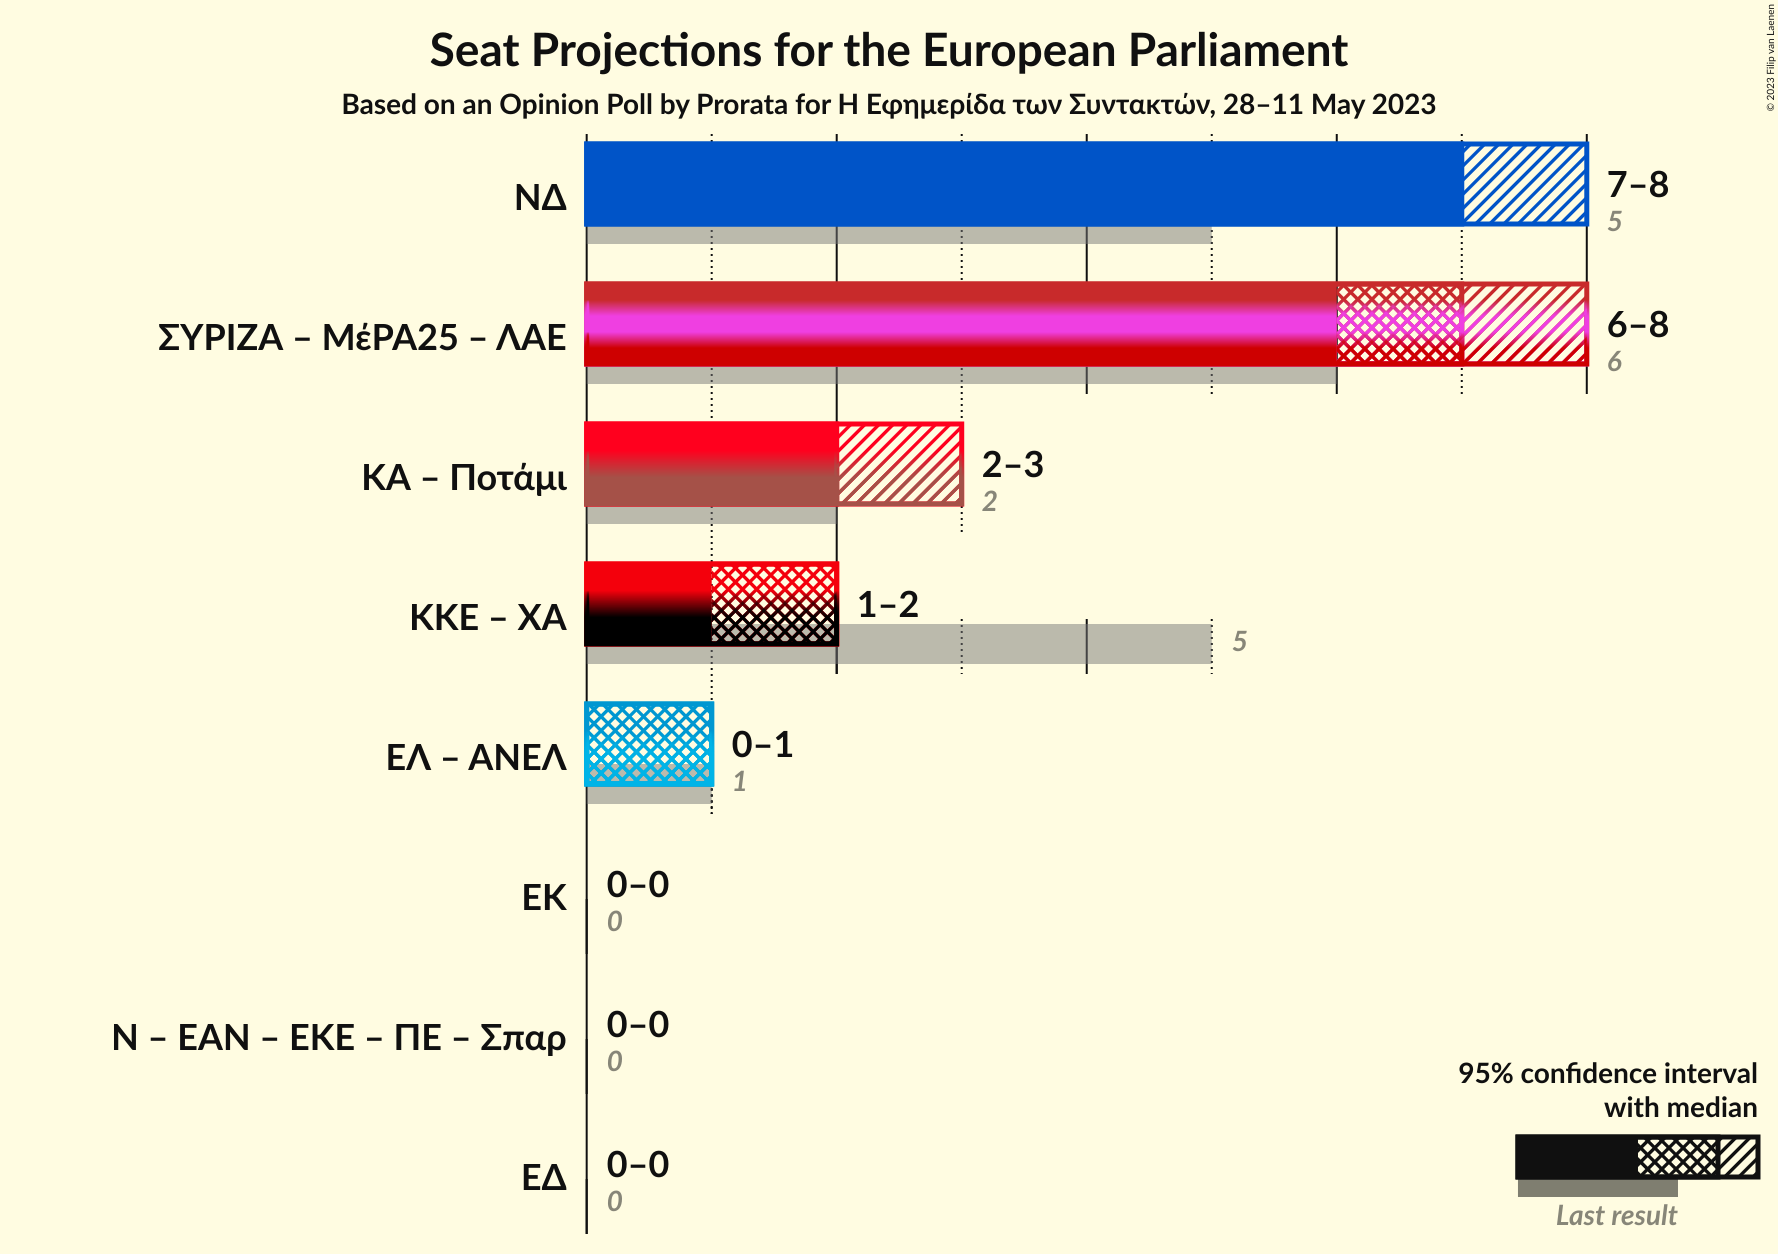 Seat Projections for the European Parliament
Based on an Opinion Poll by Prorata for Η Εφημερίδα των Συντακτών, 28–11 May 2023
© 2023 Filip van Laenen
ΝΔ
7–8
5
ΣΥΡΙΖΑ – ΜέΡΑ25 – ΛΑΕ
6–8
6
ΚΑ – Ποτάμι
2–3
2
ΚΚΕ – ΧΑ
1–2
5
ΕΛ – ΑΝΕΛ
0–1
1
ΕΚ
0–0
0
Ν – ΕΑΝ – ΕΚΕ – ΠΕ – Σπαρ
0–0
0
ΕΔ
0–0
0
95% confidence interval
with median
Last result